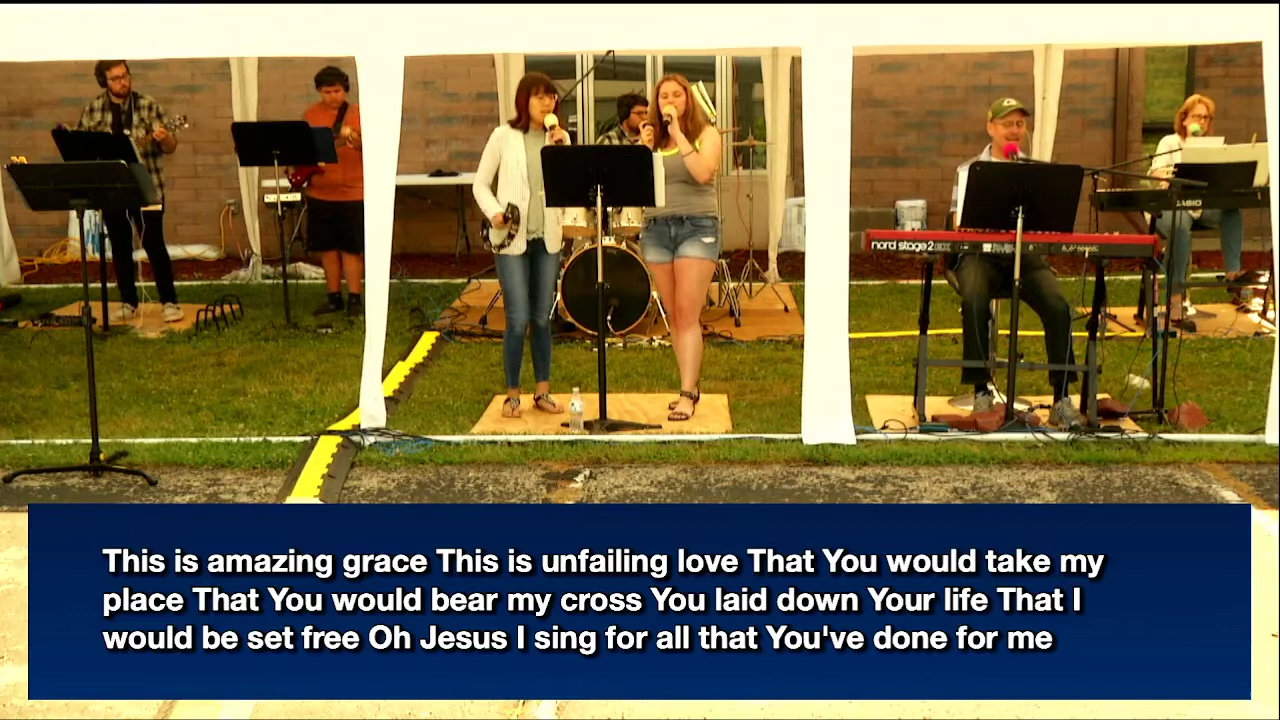 nord stage 2 EX
CASIO
This is amazing grace This is unfailing love That You would take my
place That You would bear my cross You laid down Your life That I
would be set free Oh Jesus I sing for all that You've done for me